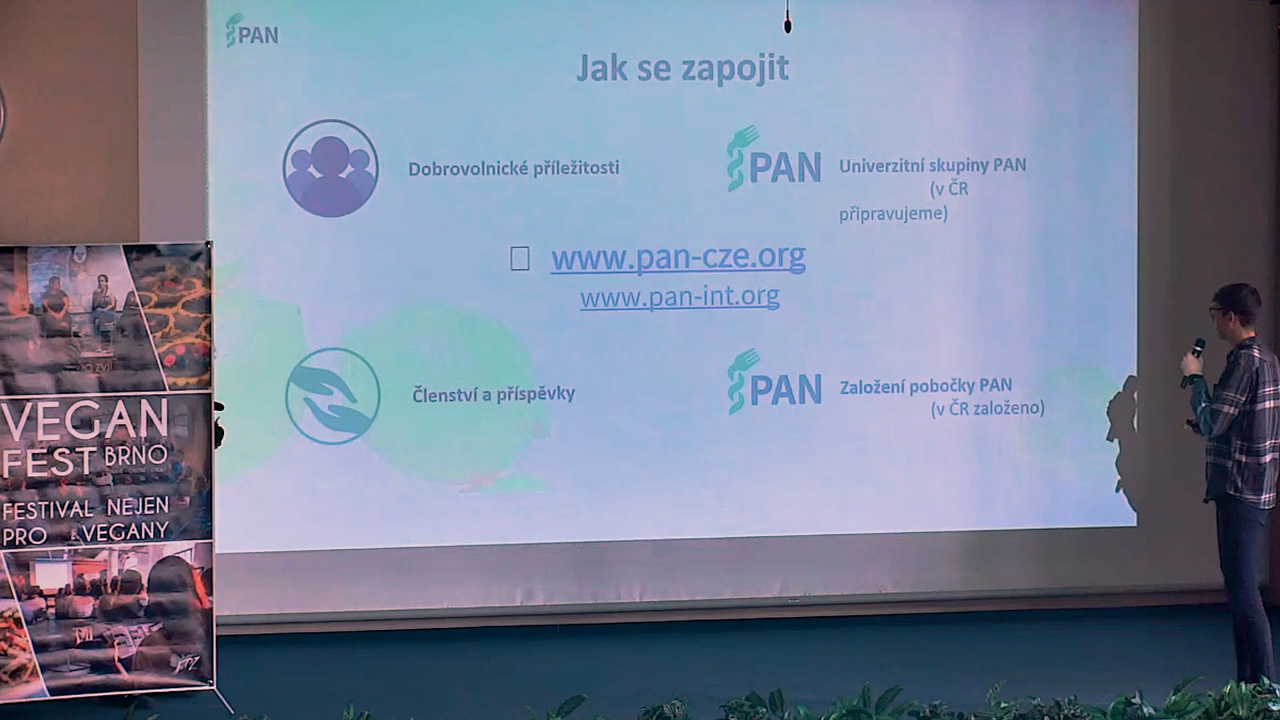 PAN
Jak se zapojit
Dobrovolnické příležitosti
PAN
Univerzitní skupiny PAN
(v ČR
připravujeme)
www.pan-cze.org
www.pan-int.org
Členství a příspěvky
PAN
Založení pobočky PAN
(v ČR založeno)
VEGAN
FEST BRNO
FESTIVAL NEJEN
PRO VEGANY